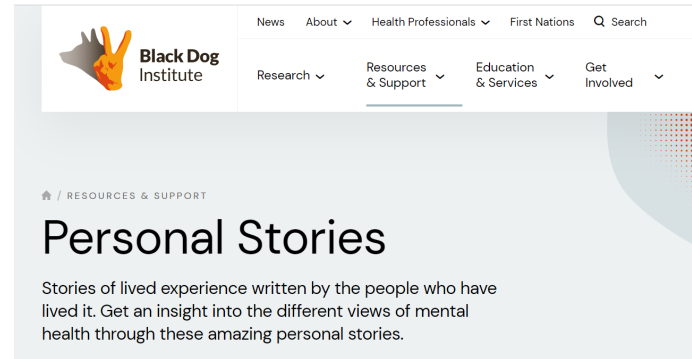 News About Health Professionals First Nations Search
Black Dog
Institute
Research
Resources
& Support
Education
& Services
Get
Involved
/ RESOURCES & SUPPORT
Personal Stories
Stories of lived experience written by the people who have
lived it. Get an insight into the different views of mental
health through these amazing personal stories.